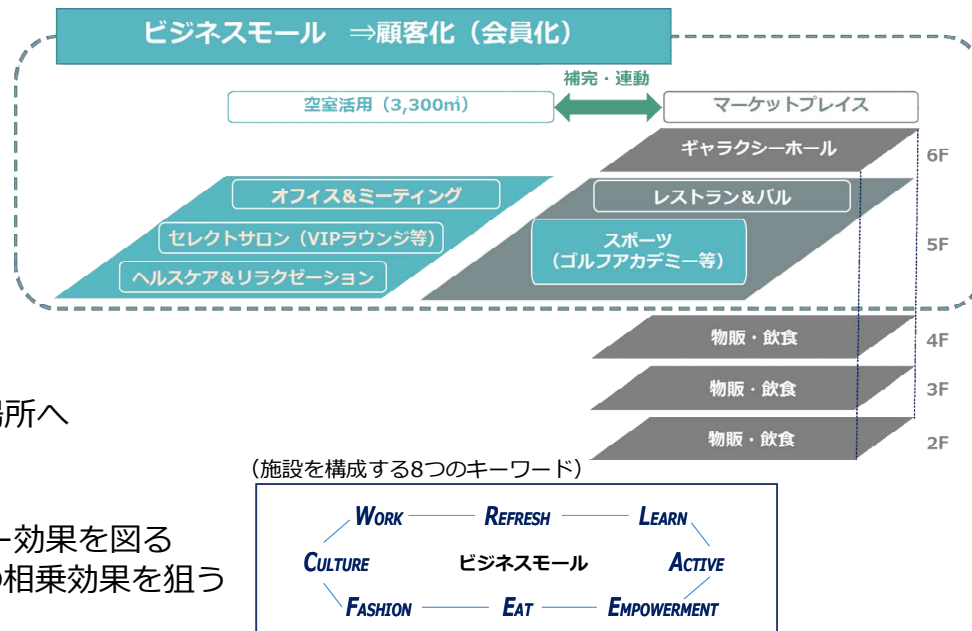 ビジネスモール ⇒顧客化（会員化）
補完・連動
空室活用（3,300㎡）
マーケットプレイス
ギャラクシーホール
6F
オフィス&ミーティング
レストラン&バル
セレクトサロン（VIPラウンジ等）
スポーツ
（ゴルフアカデミー等）
5F
ヘルスケア&リラクゼーション
物販・飲食
4F
物販・飲食
3F
場所へ
物販・飲食
2F
（施設を構成する8つのキーワード）
WORK
REFRESH
LEARN
ー効果を図る
CULTURE
ビジネスモール
ACTIVE
の相乗効果を狙う
FASHION
EAT
EMPOWERMENT